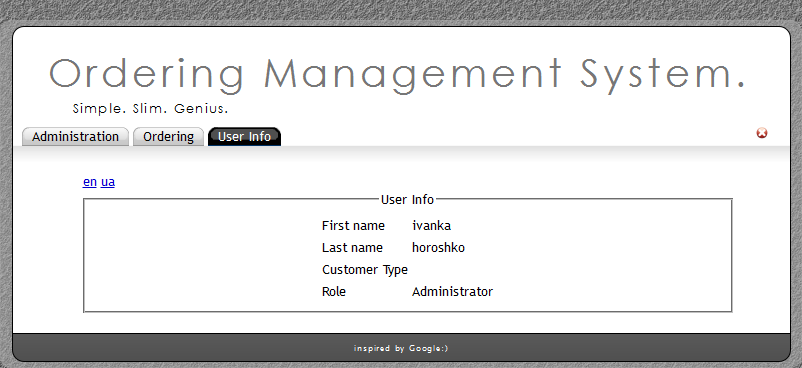 Ordering Management System.
Simple. Slim. Genius.
Administration Ordering User Info
en ua
User Info
First name ivanka
Last name horoshko
Customer Type
Role Administrator
inspired by Google:)